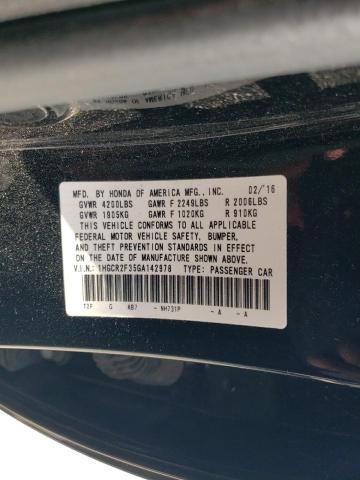 MFD. BY HONDA OF AMERICA MFG., INC. 02/16
GVWR 4200LBS GAWR F 2249LBS R 2006LBS
GVWR 1905KG GAWR F 1020KG R 910KG
THIS VEHICLE CONFORMS TO ALL APPLICABLE
FEDERAL MOTOR VEHICLE SAFETY, BUMPER,
AND THEFT PREVENTION STANDARDS IN EFFECT
ON THE DATE OF MANUFACTURE SHOWN ABOVE.
V.I.N.: 1HGCR2F35GA142978 TYPE: PASSENGER CAR
T2F G AB7 - NH731P - A - A